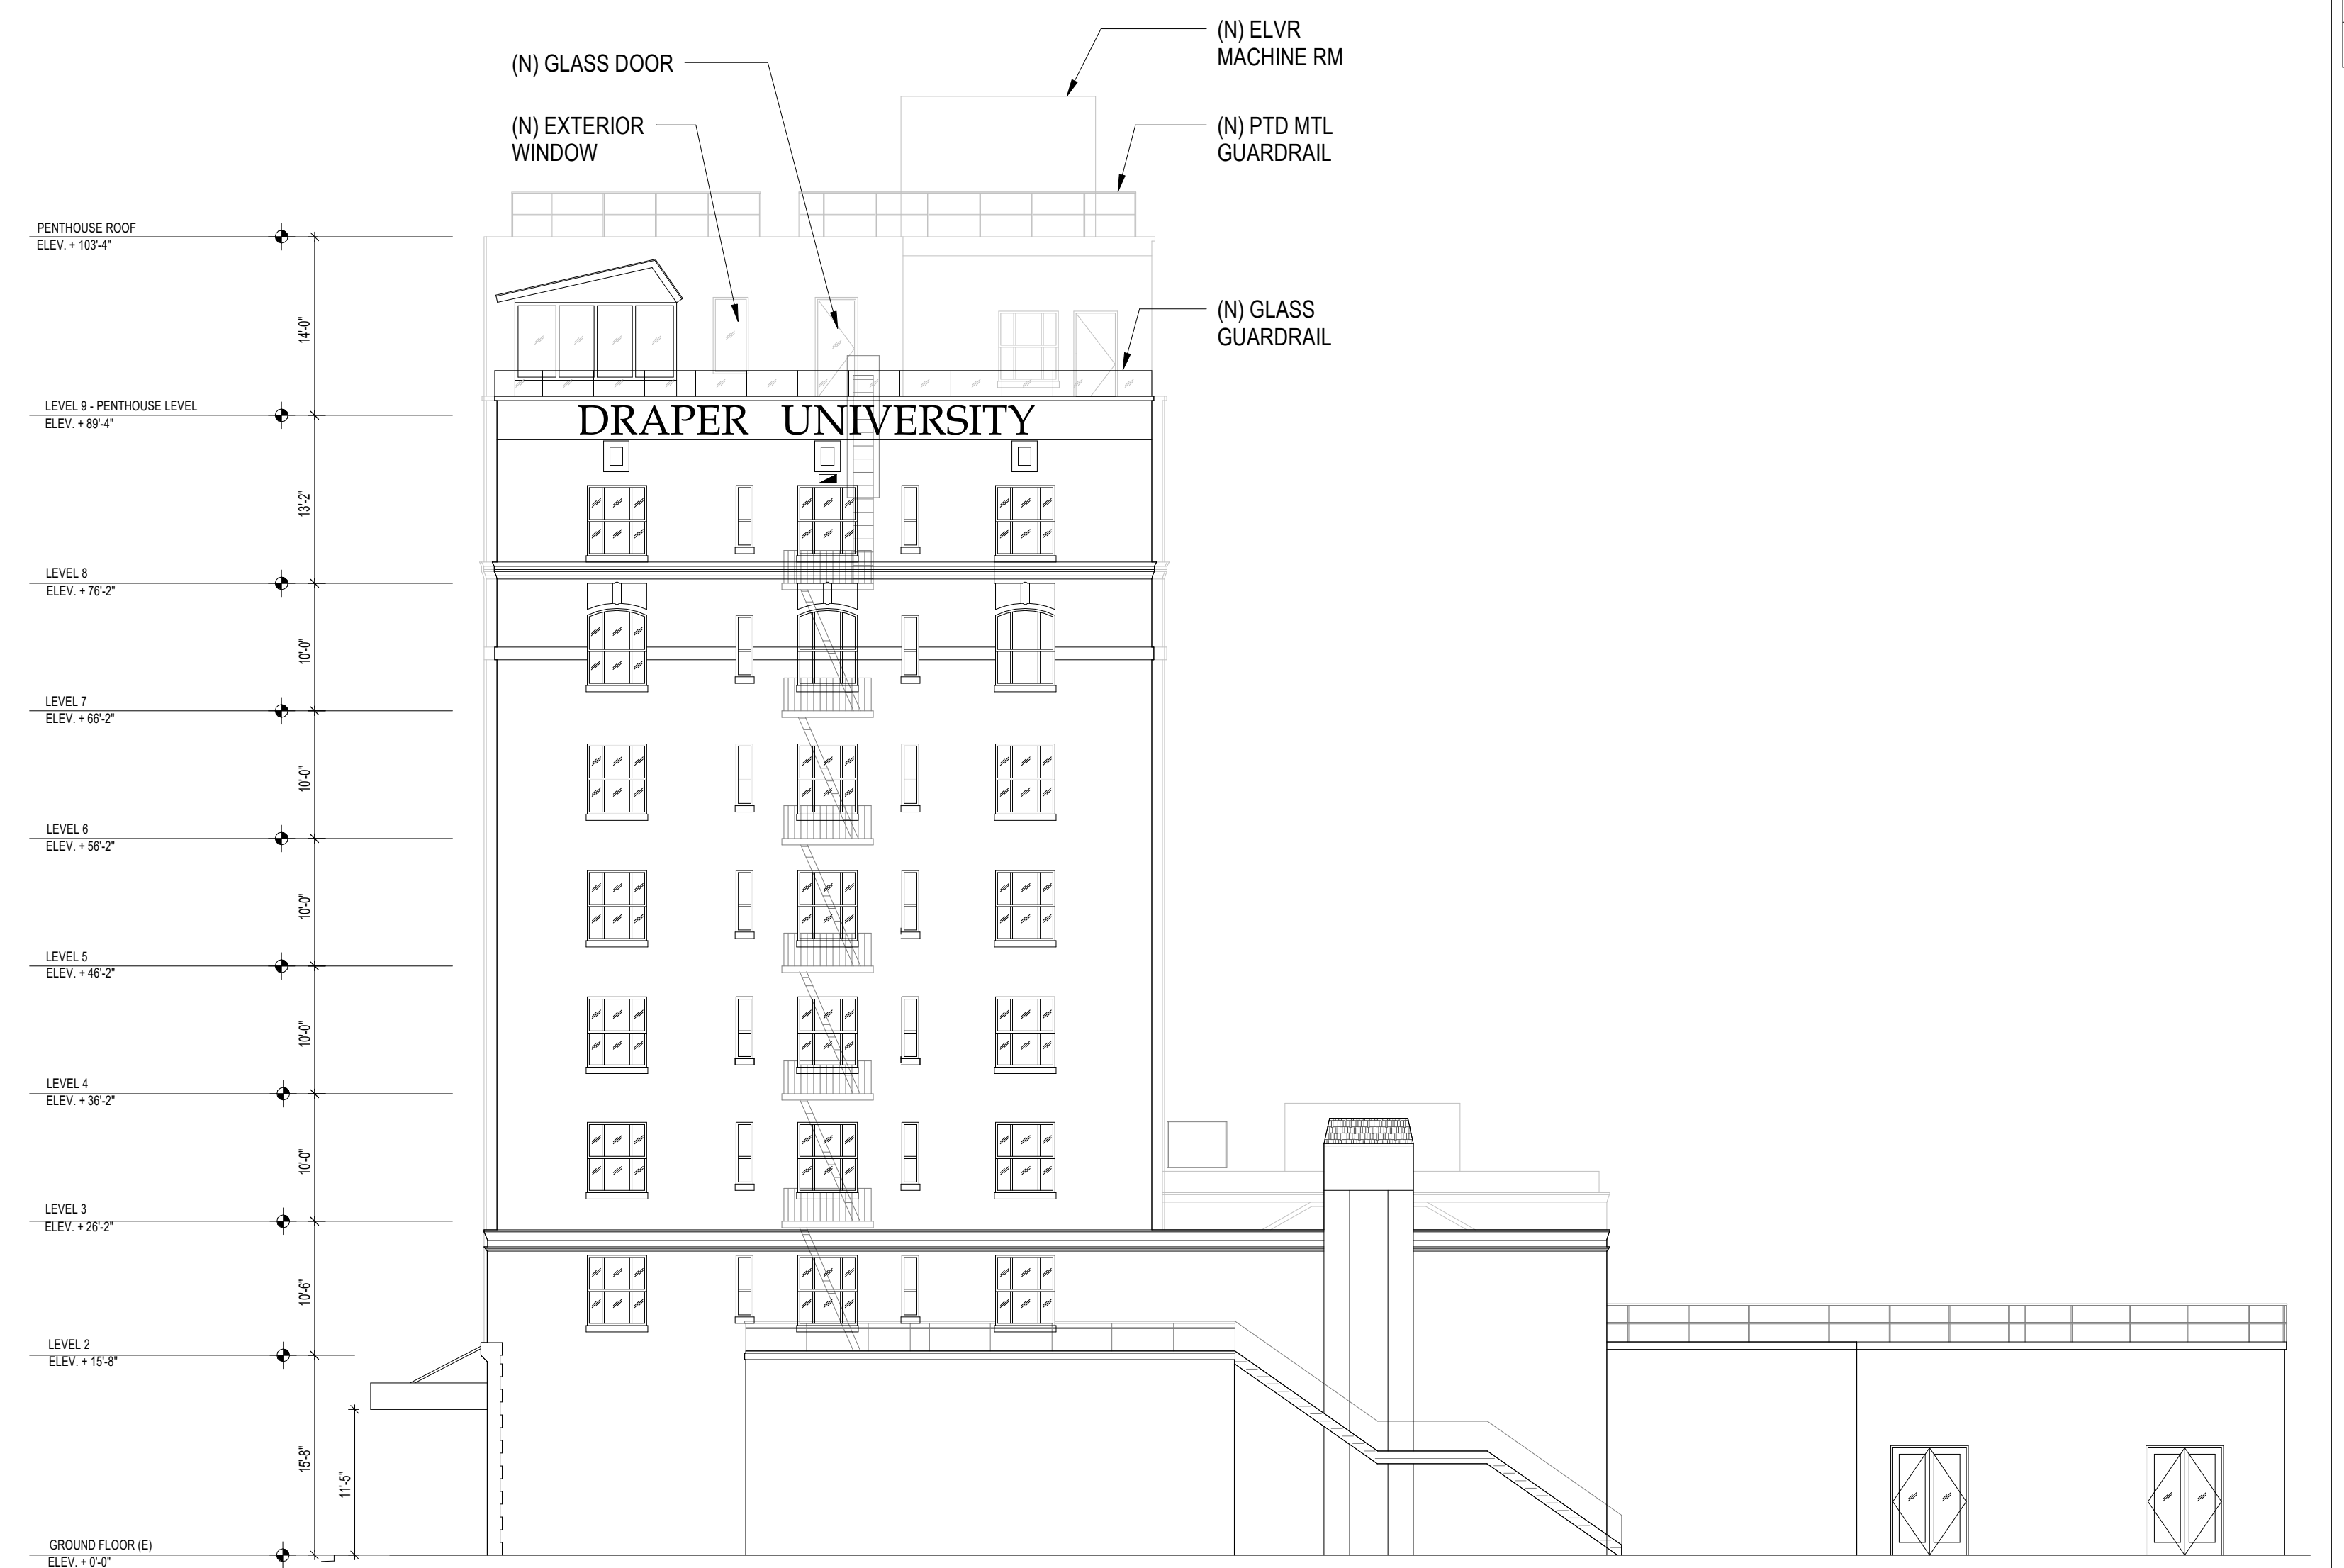 (N) ELVR
MACHINE RM
(N) GLASS DOOR
(N) EXTERIOR
WINDOW
(N) PTD MTL
GUARDRAIL
PENTHOUSE ROOF
ELEV. + 103'-4"
14'-0"
(N) GLASS
GUARDRAIL
LEVEL 9 - PENTHOUSE LEVEL
ELEV. + 89'-4"
DRAPER UNIVERSITY
13'-2"
LEVEL 8
ELEV. + 76'-2"
10'-0"
LEVEL 7
ELEV. + 66'-2"
10'-0"
LEVEL 6
ELEV. + 56'-2"
10'-0"
LEVEL 5
ELEV. + 46'-2"
10'-0"
LEVEL 4
ELEV. + 36'-2"
10'-0"
LEVEL 3
ELEV. + 26'-2"
10'-6"
LEVEL 2
ELEV. + 15'-8"
15'-8"
11'-5"
GROUND FLOOR (E)
ELEV. + 0'-0"